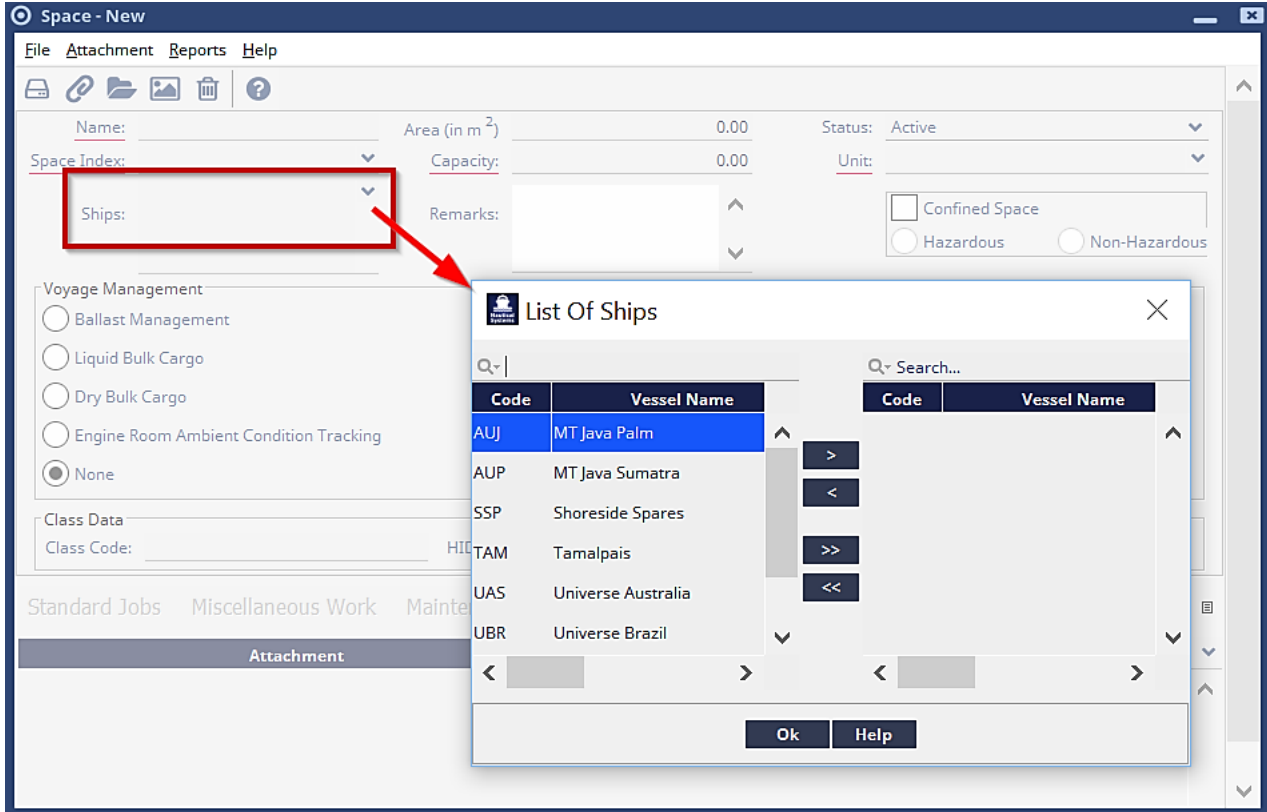 Space - New
File Attachment Reports Help
Name: Area (in m 2) 0.00 Status: Active
Space Index: Capacity: 0.00 Unit:
Ships: Remarks: Confined Space
Hazardous Non-Hazardous
Voyage Management
Ballast Management
Liquid Bulk Cargo
Dry Bulk Cargo
Engine Room Ambient Condition Tracking
None
Class Data
Class Code:
Standard Jobs Miscellaneous Work
Attachment
Nautical Systems
List Of Ships
Search...
Code Vessel Name Code Vessel Name
AUJ MT Java Palm
AUP MT Java Sumatra
>
<
SSP Shoreside Spares
TAM Tamalpais
>>
UAS Universe Australia
<<
UBR Universe Brazil
Ok Help